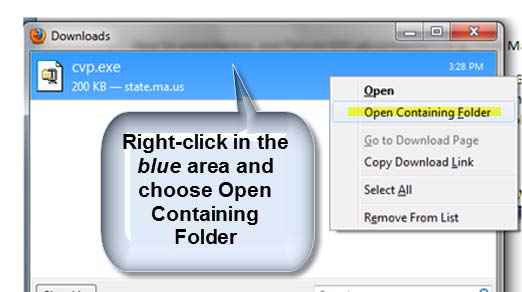 Downloads
cvp.exe
3:28 PM
200 KB — state.ma.us
Open
Open Containing Folder
Go to Download Page
Copy Download Link
Select All
Remove From List
Right-click in the
blue area and
choose Open
Containing
Folder